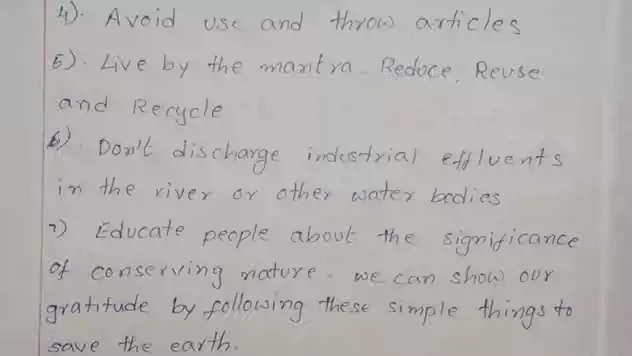 4). Avoid use and throw articles
5). Live by the mantra - Reduce, Reuse
and Recycle
6) Don't discharge industrial effluents
in the river or other water bodies
7) Educate people about the significance
of conserving nature. we can show our
gratitude by following these simple things to
save the earth.